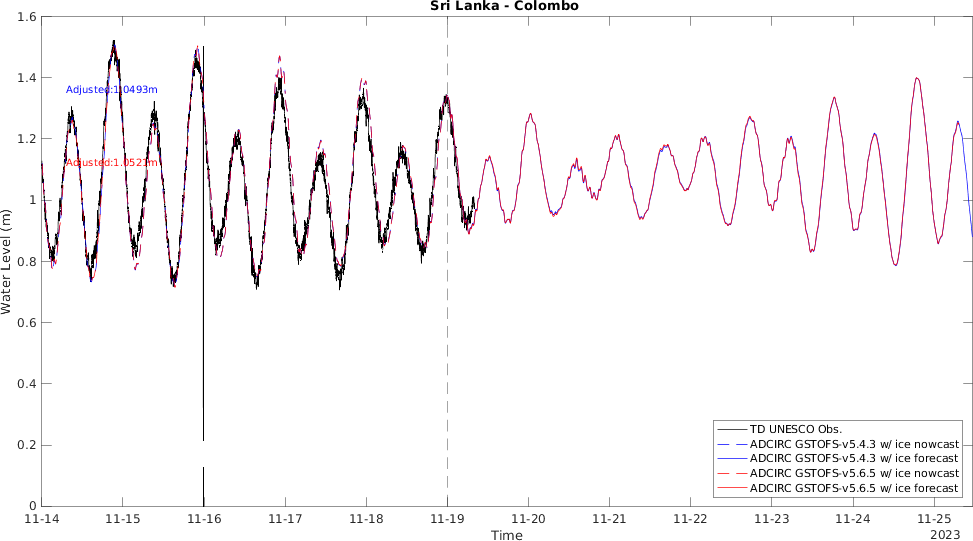 Sri Lanka - Colombo
1.6
1.4
1.2
1
0.8
0.6
0.4
0.2
0
Water Level (m)
Adjusted:1.0493m
Adjusted:1.0527m
TD UNESCO Obs.
ADCIRC GSTOFS-v5.4.3 w/ ice nowcast
ADCIRC GSTOFS-v5.4.3 w/ ice forecast
ADCIRC GSTOFS-v5.6.5 w/ ice nowcast
ADCIRC GSTOFS-v5.6.5 w/ ice forecast
11-14 11-15 11-16 11-17 11-18 11-19 11-20 11-21 11-22 11-23 11-24 11-25
Time
2023